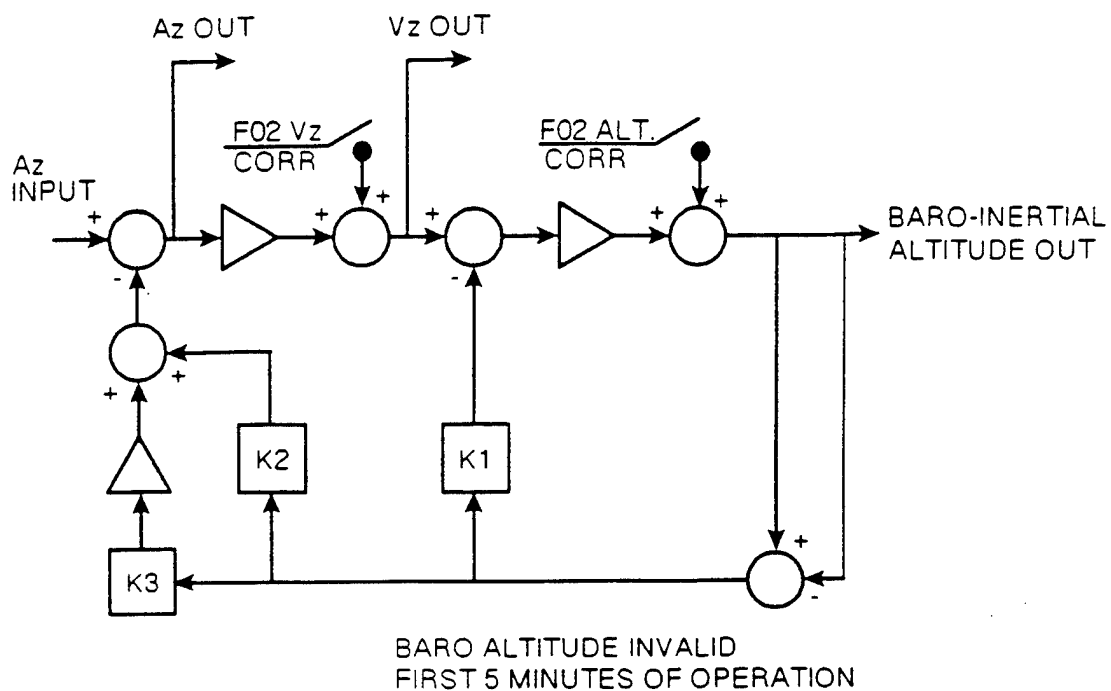 Az OUT
Vz OUT
F02 Vz
CORR
F02 ALT.
CORR
Az
INPUT
+
+
+
+
-
+
+
BARO-INERTIAL
ALTITUDE OUT
-
-
+
+
K2
K1
K3
+
-
BARO ALTITUDE INVALID
FIRST 5 MINUTES OF OPERATION